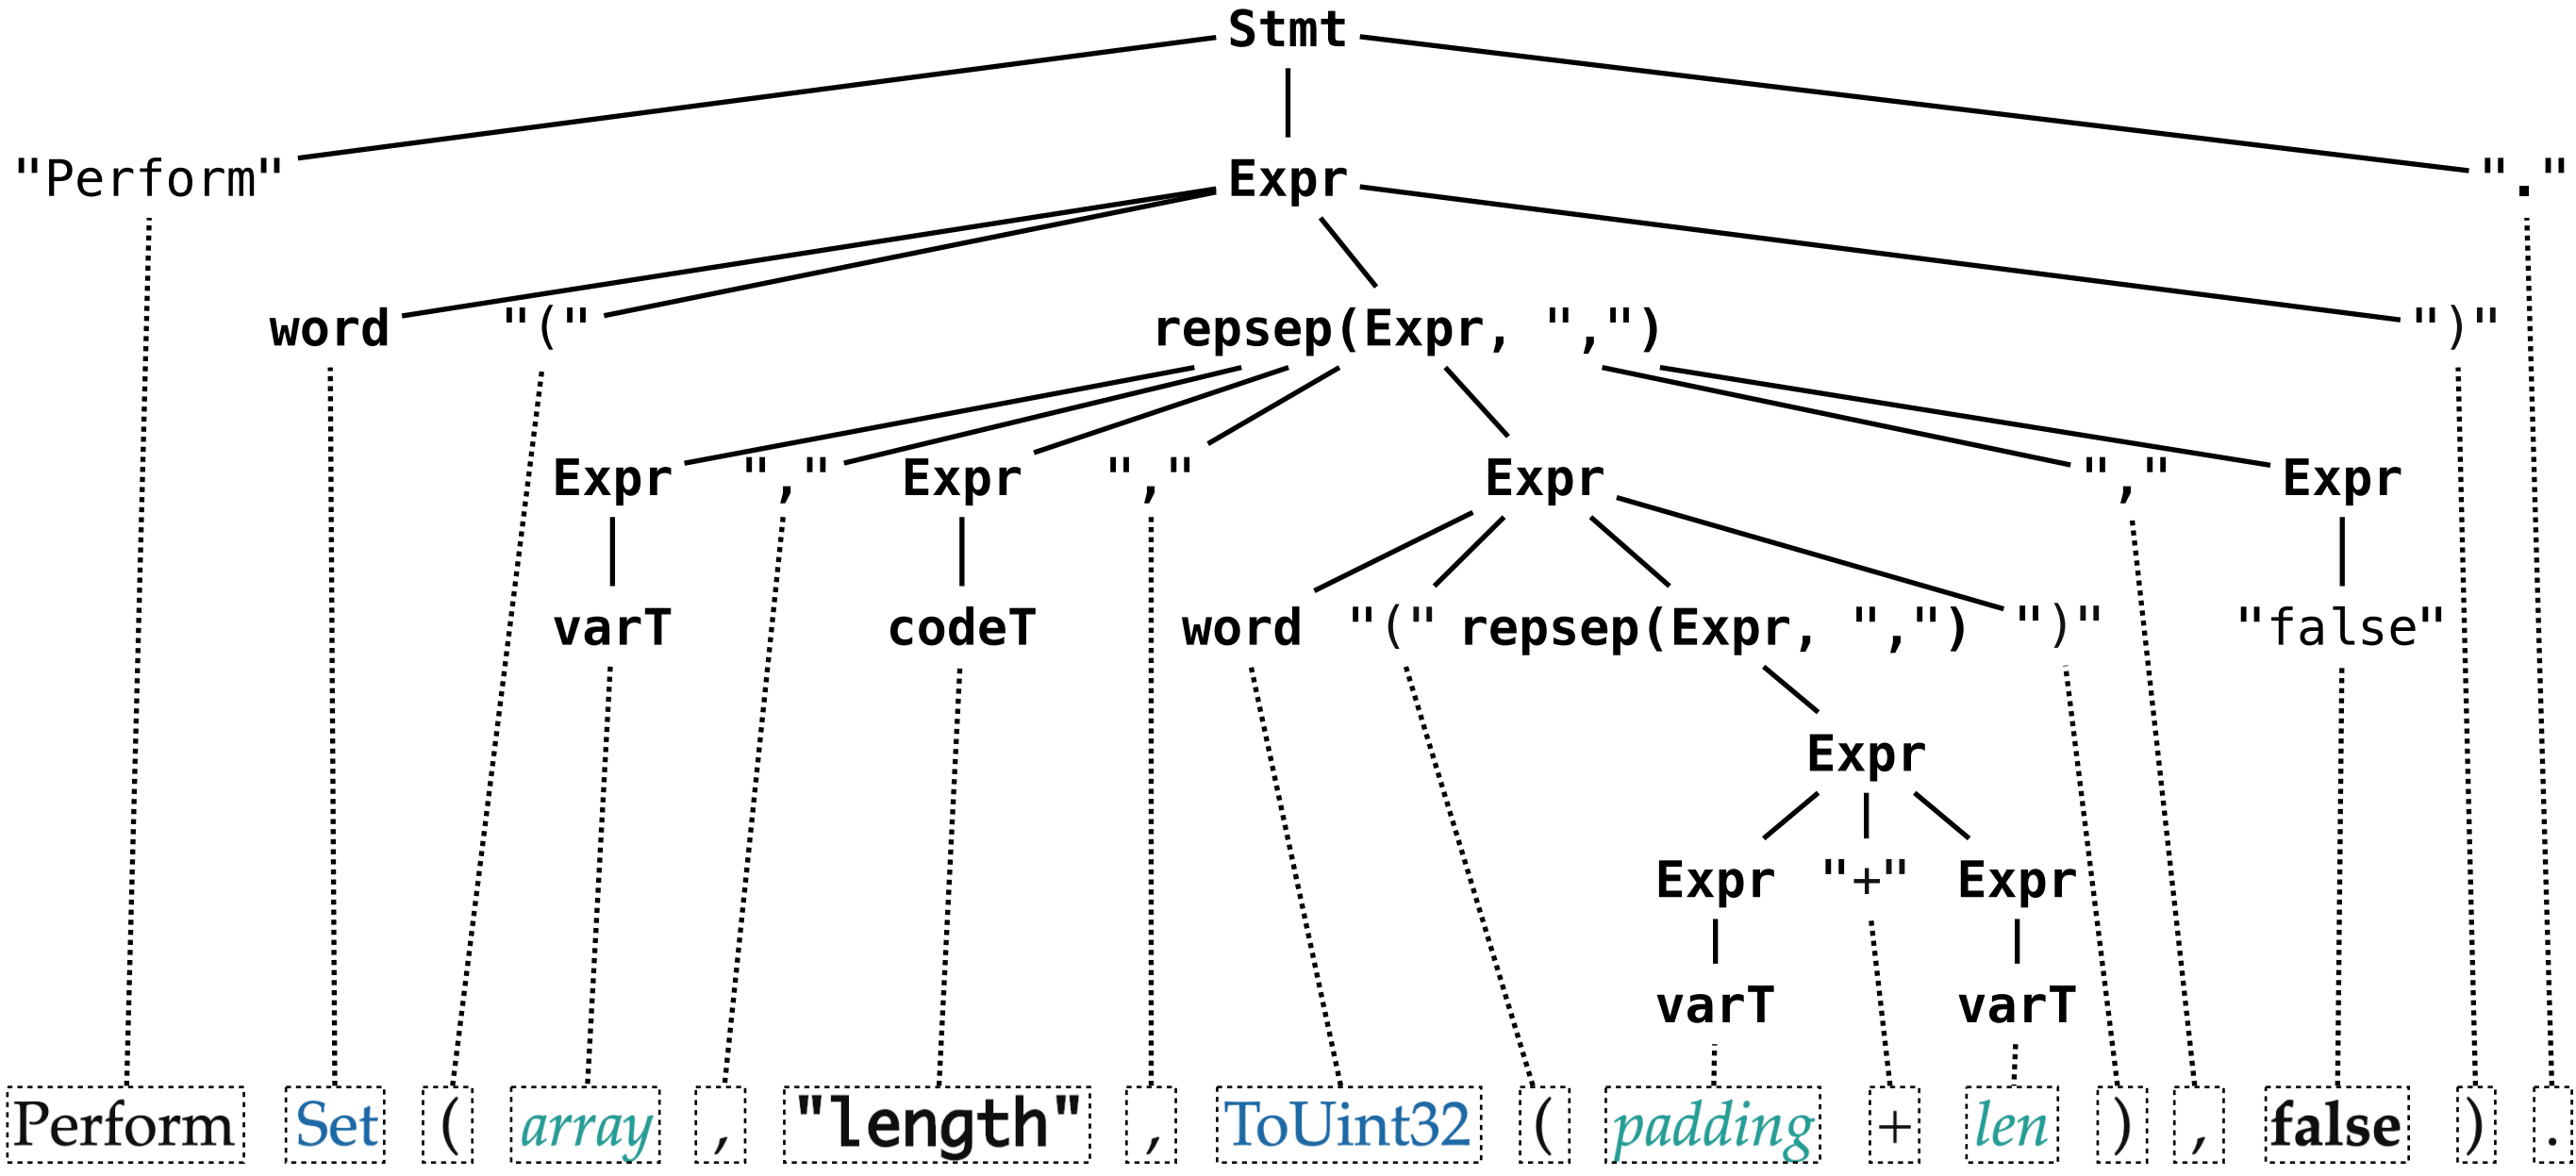 Stmt
"Perform" Expr "."
word "(" repsep(Expr, ",") ")"
Expr "," Expr "," Expr "," Expr
varT codeT word "(" repsep(Expr, ",") ")" "false"
Expr
Expr "+" Expr
varT varT
Perform Set ( array , "length" , ToUint32 ( padding + len ) , false ) .